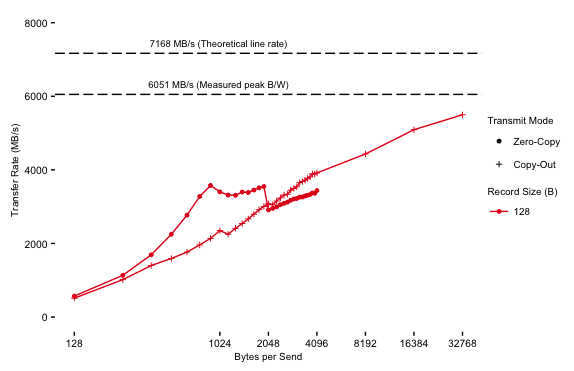 8000
7168 MB/s (Theoretical line rate)
6051 MB/s (Measured peak B/W)
6000
4000
2000
0
Transfer Rate (MB/s)
128
1024
2048
4096
8192
16384
32768
Bytes per Send
Transmit Mode
Zero-Copy
Copy-Out
Record Size (B)
128